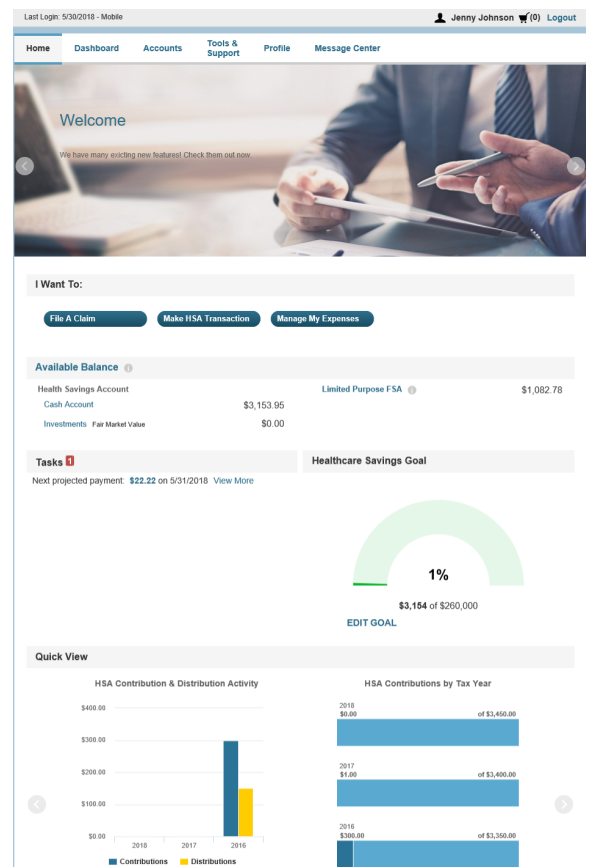 Last Login: 5/30/2018 - Mobile
Jenny Johnson (0) Logout
Home Dashboard Accounts Tools & Support Profile Message Center
Welcome
We have many exicting new features! Check them out now.
I Want To:
File A Claim Make HSA Transaction Manage My Expenses
Available Balance
Health Savings Account
Cash Account $3,153.95
Investments Fair Market Value $0.00
Limited Purpose FSA $1,082.78
Tasks 1
Next projected payment: $22.22 on 5/31/2018 View More
Healthcare Savings Goal
1%
$3,154 of $260,000
EDIT GOAL
Quick View
HSA Contribution & Distribution Activity
$400.00
$300.00
$200.00
$100.00
$0.00
2018 2017 2016
Contributions Distributions
HSA Contributions by Tax Year
2018
$0.00 of $3,450.00
2017
$1.00 of $3,400.00
2016
$300.00 of $3,350.00